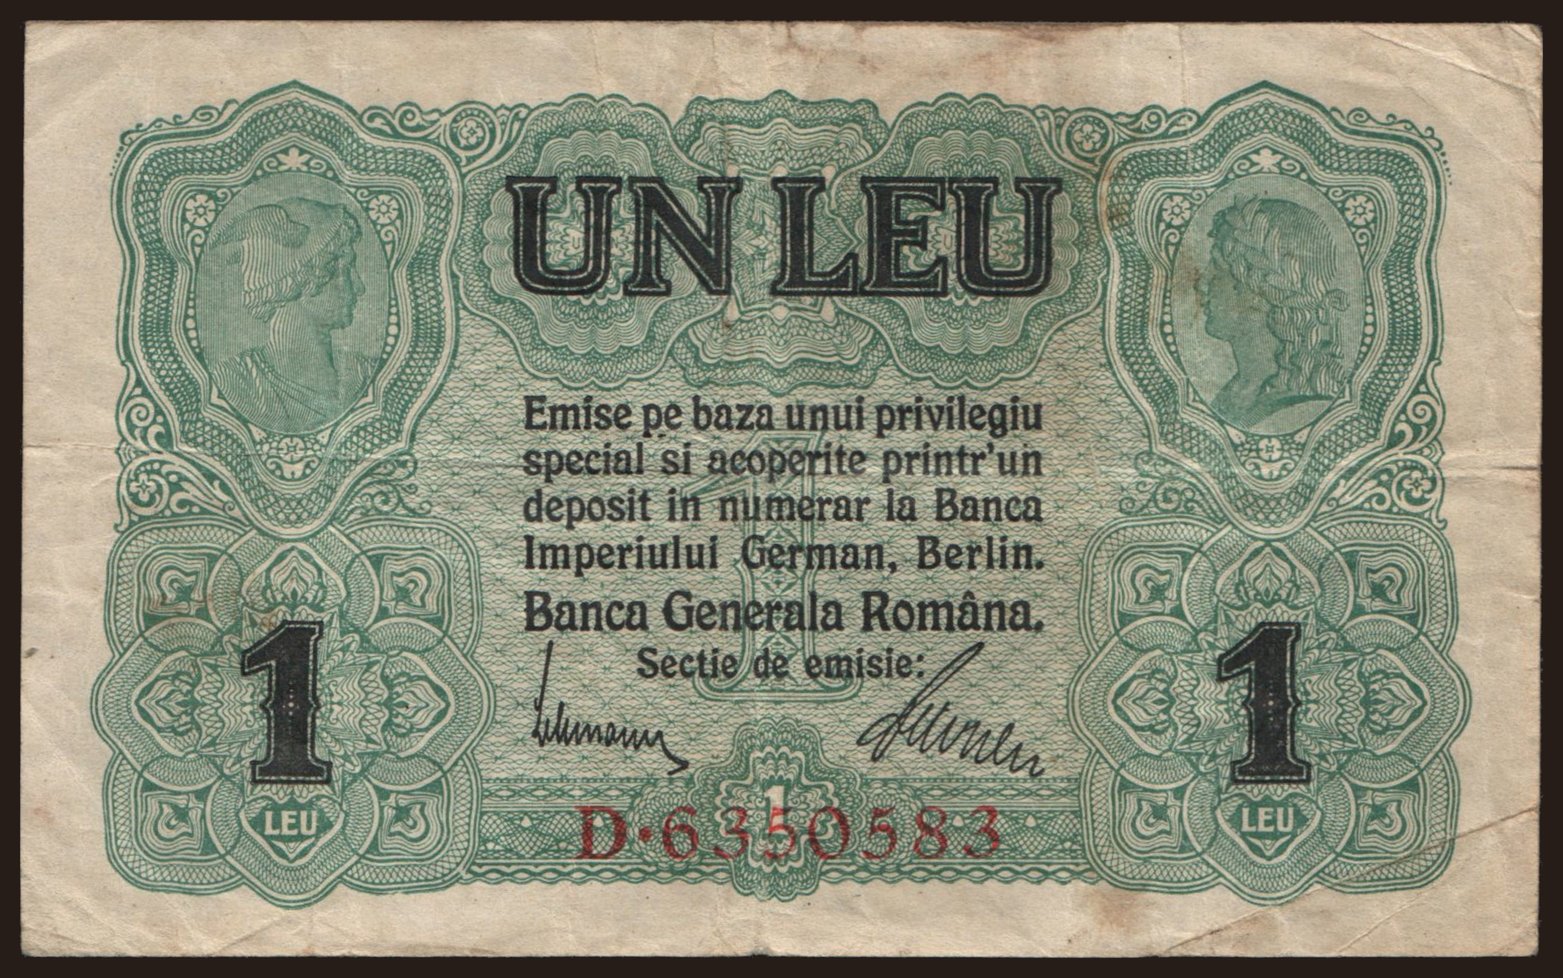 UN LEU
Emise pe baza unui privilegiu
special si acoperite printr'un
deposit in numerar la Banca
Imperiului German, Berlin.
Banca Generala Română.
Sectie de emisie:
1
1
1
LEU
1
LEU
D·6350583